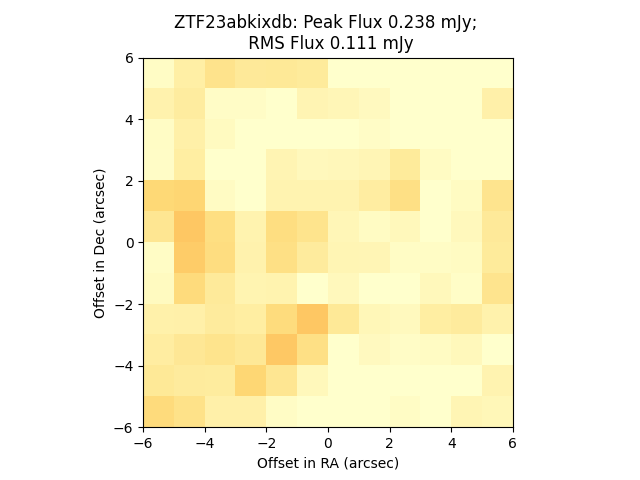 ZTF23abkixdb: Peak Flux 0.238 mJy;
RMS Flux 0.111 mJy
6
4
2
0
−2
−4
−6
Offset in Dec (arcsec)
−6 −4 −2 0 2 4 6
Offset in RA (arcsec)